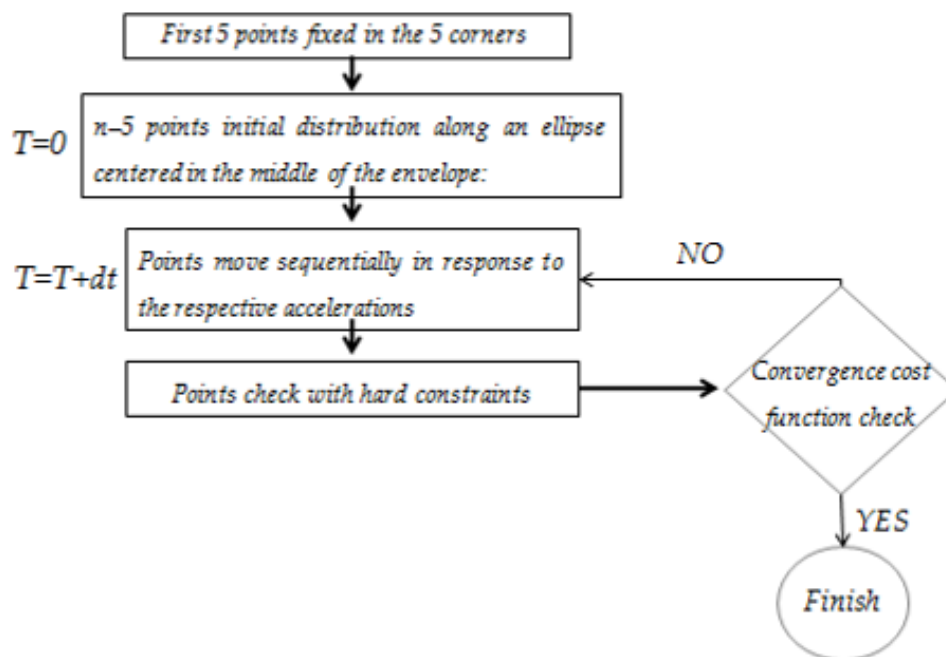 First 5 points fixed in the 5 corners
T=0
n–5 points initial distribution along an ellipse
centered in the middle of the envelope:
T=T+dt
Points move sequentially in response to
the respective accelerations
NO
Points check with hard constraints
Convergence cost
function check
YES
Finish